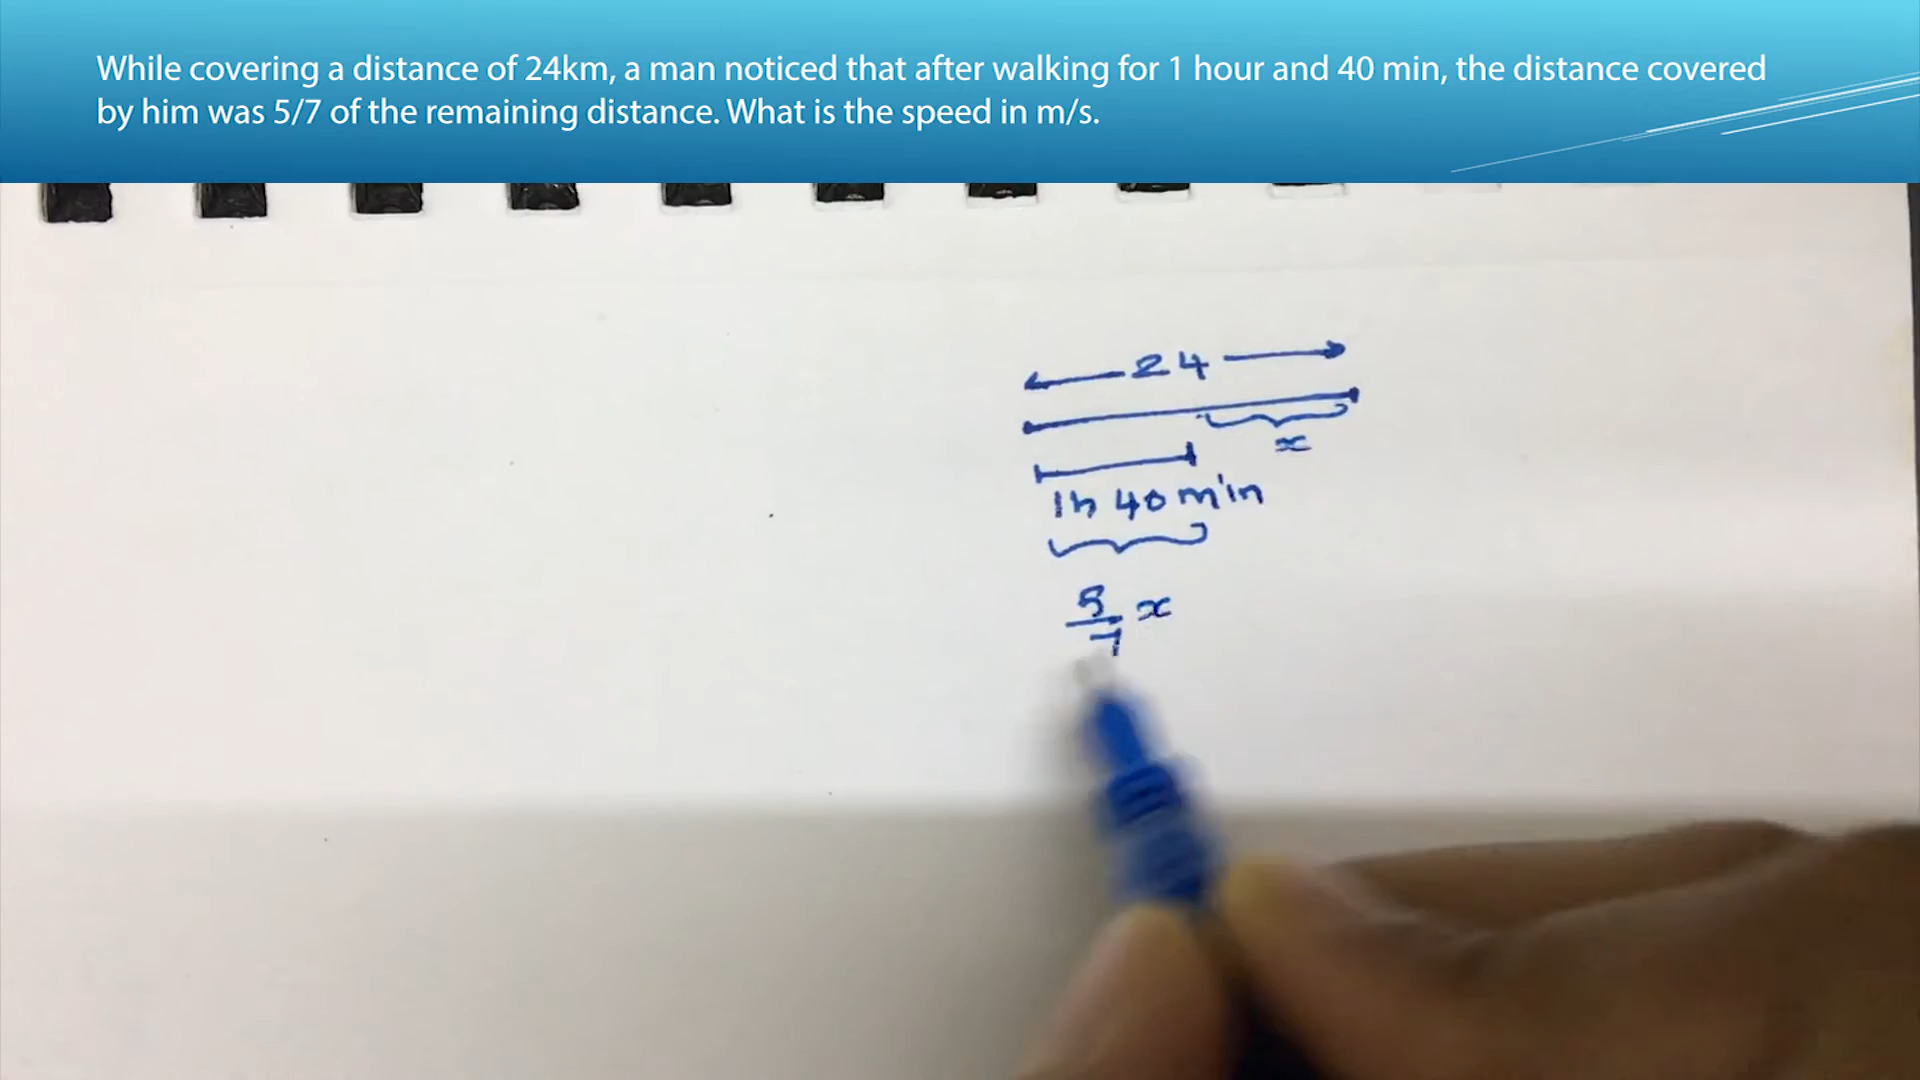 While covering a distance of 24km, a man noticed that after walking for 1 hour and 40 min, the distance covered
by him was 5/7 of the remaining distance. What is the speed in m/s.
24
x
1h 40 min
5/7 x